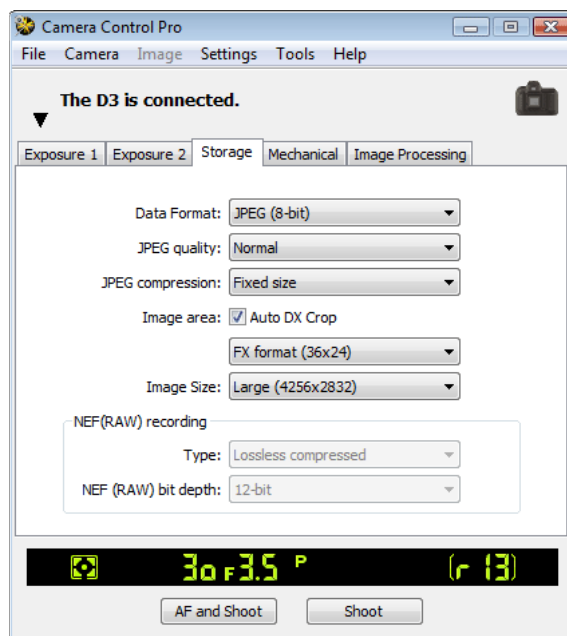 Camera Control Pro
File Camera Image Settings Tools Help
The D3 is connected.
Exposure 1 Exposure 2 Storage Mechanical Image Processing
Data Format: JPEG (8-bit)
JPEG quality: Normal
JPEG compression: Fixed size
Image area: Auto DX Crop
FX format (36x24)
Image Size: Large (4256x2832)
NEF(RAW) recording
Type: Lossless compressed
NEF (RAW) bit depth: 12-bit
30 F3.5 P (r 13)
AF and Shoot Shoot